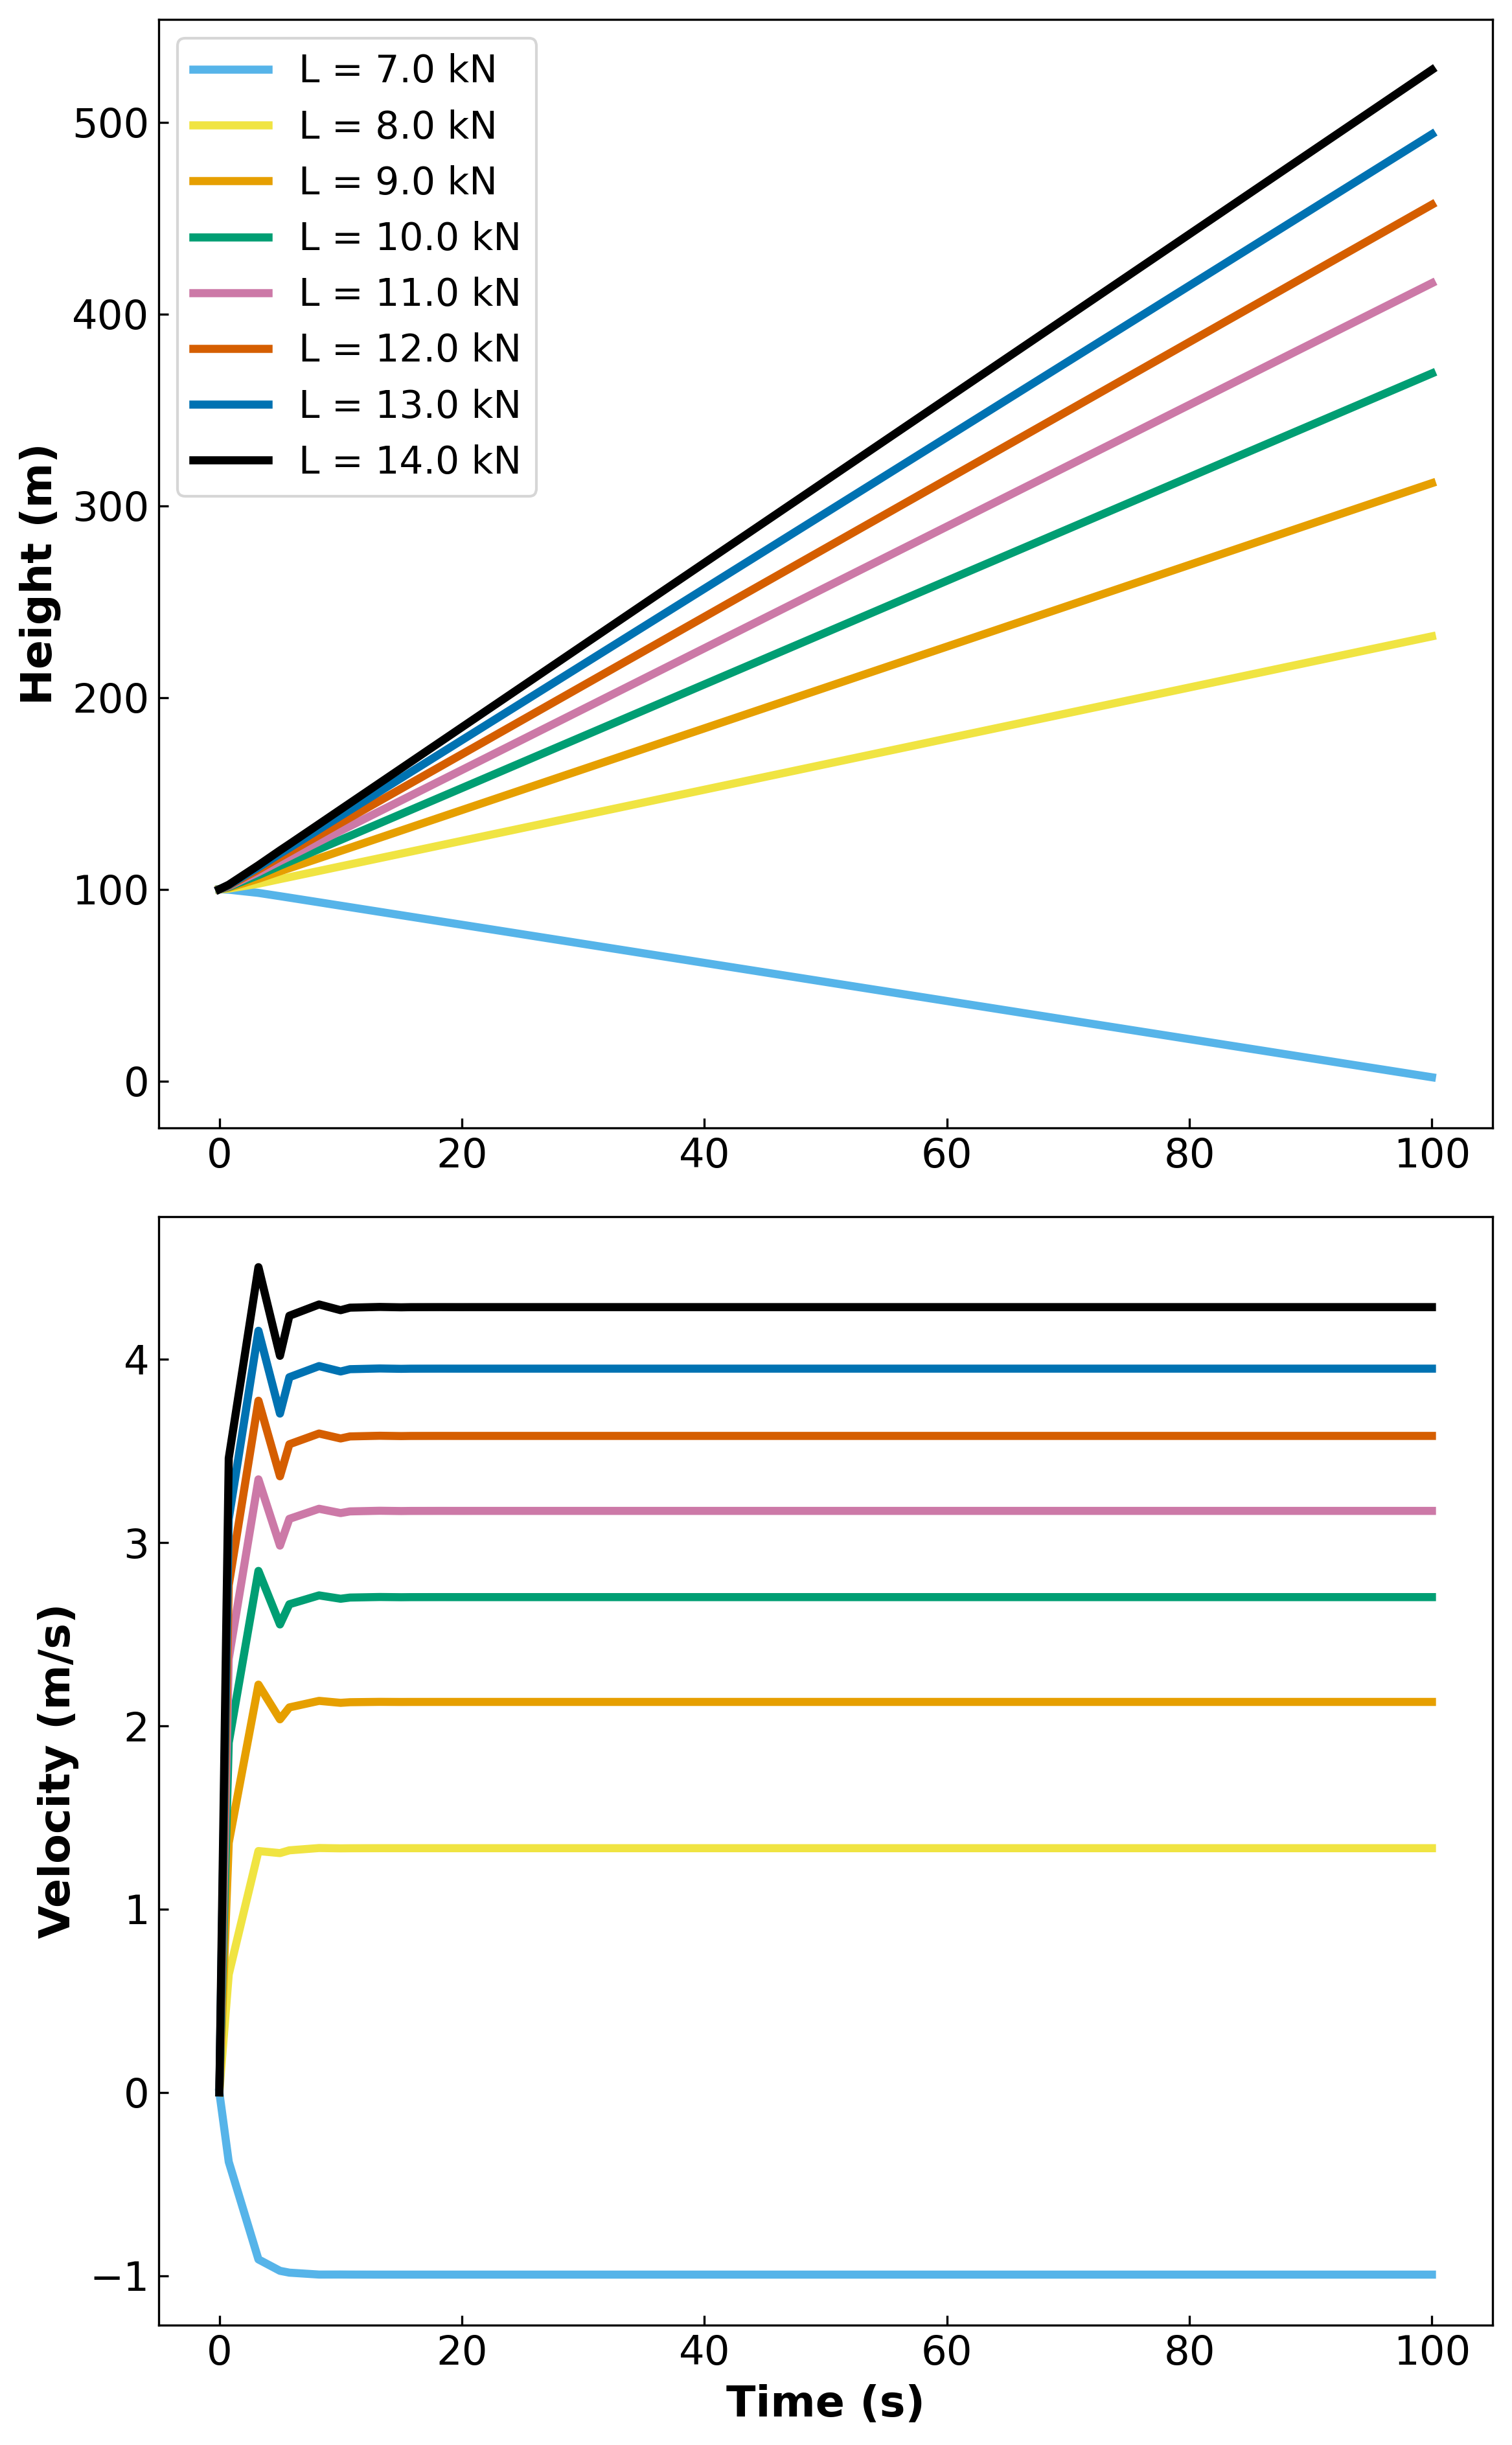 Height (m)
500
400
300
200
100
0
L = 7.0 kN
L = 8.0 kN
L = 9.0 kN
L = 10.0 kN
L = 11.0 kN
L = 12.0 kN
L = 13.0 kN
L = 14.0 kN
0 20 40 60 80 100
Velocity (m/s)
4
3
2
1
0
−1
0 20 40 60 80 100
Time (s)